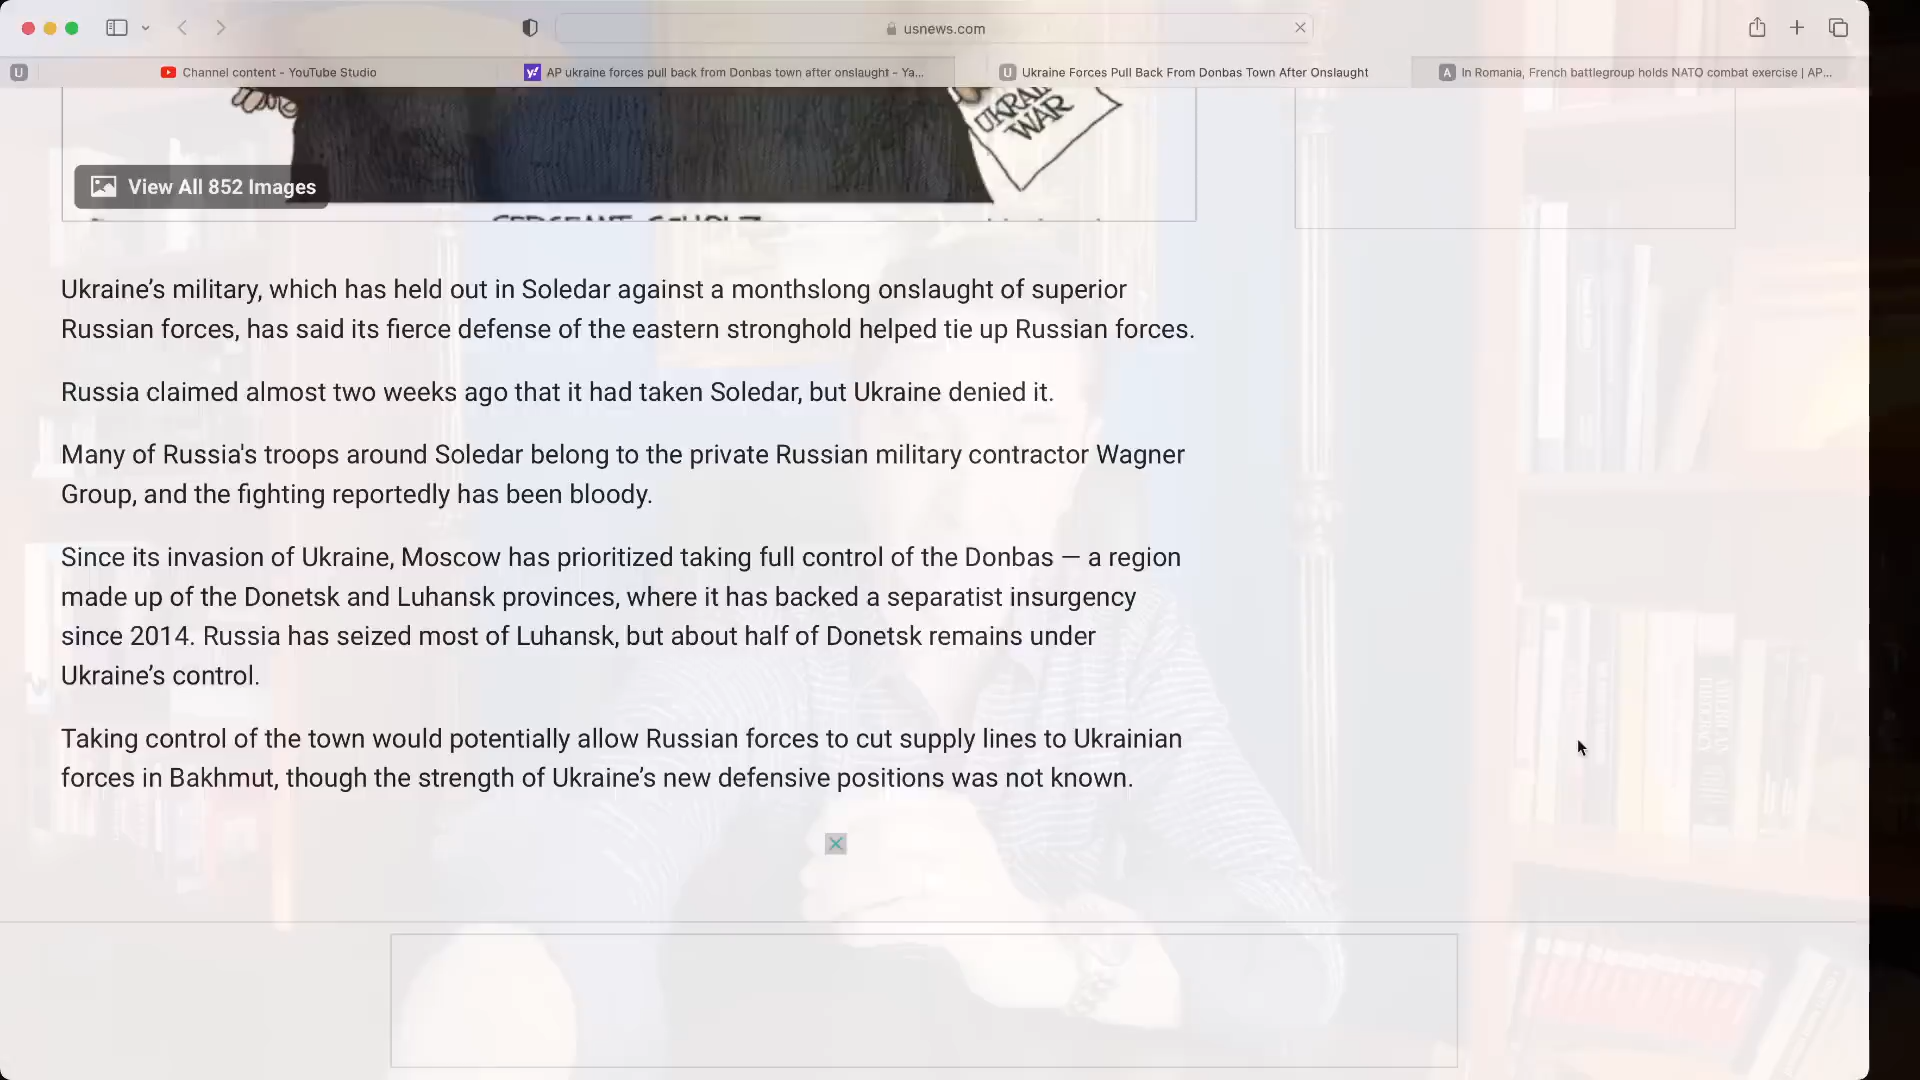 usnews.com
U
Channel content - YouTube Studio
AP ukraine forces pull back from Donbas town after onslaught - Ya...
U Ukraine Forces Pull Back From Donbas Town After Onslaught
A In Romania, French battlegroup holds NATO combat exercise | AP...
WAR
View All 852 Images
Ukraine’s military, which has held out in Soledar against a monthslong onslaught of superior
Russian forces, has said its fierce defense of the eastern stronghold helped tie up Russian forces.
Russia claimed almost two weeks ago that it had taken Soledar, but Ukraine denied it.
Many of Russia's troops around Soledar belong to the private Russian military contractor Wagner
Group, and the fighting reportedly has been bloody.
Since its invasion of Ukraine, Moscow has prioritized taking full control of the Donbas — a region
made up of the Donetsk and Luhansk provinces, where it has backed a separatist insurgency
since 2014. Russia has seized most of Luhansk, but about half of Donetsk remains under
Ukraine’s control.
Taking control of the town would potentially allow Russian forces to cut supply lines to Ukrainian
forces in Bakhmut, though the strength of Ukraine’s new defensive positions was not known.